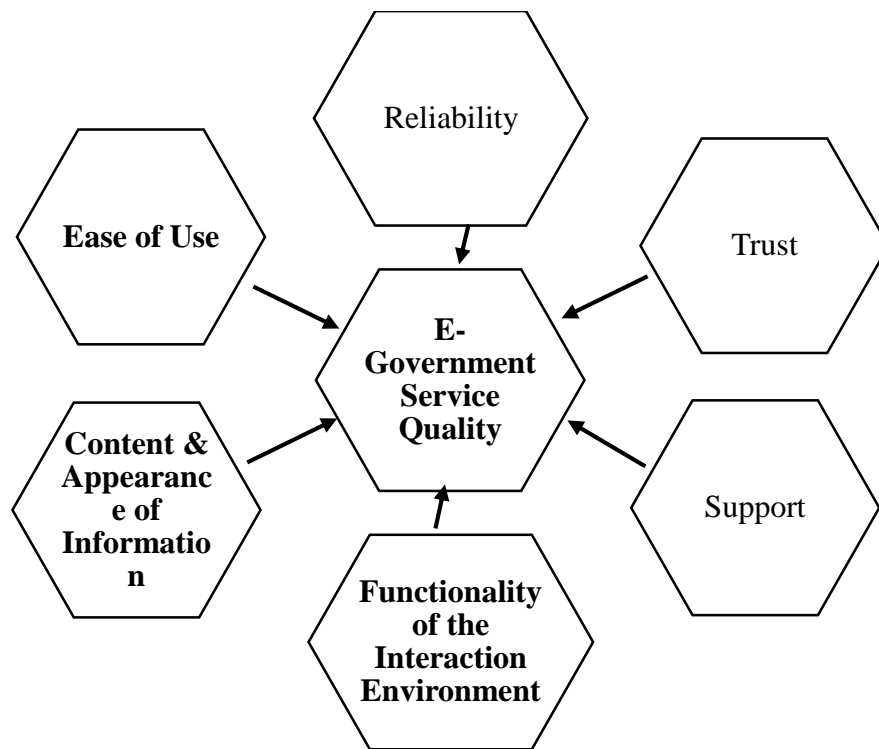 Reliability
Ease of Use
Trust
E-
Government
Service
Quality
Content &
Appearanc
e of
Informatio
n
Support
Functionality
of the
Interaction
Environment